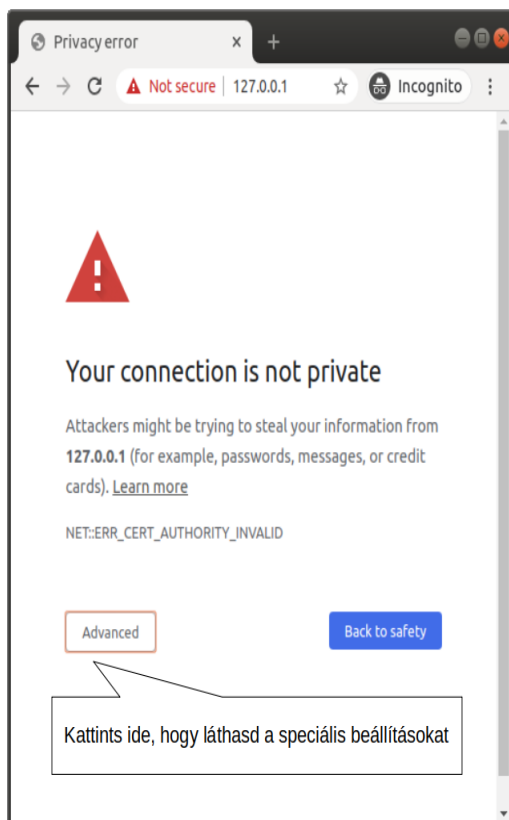 Privacy error
Not secure 127.0.0.1 Incognito
Your connection is not private
Attackers might be trying to steal your information from
127.0.0.1 (for example, passwords, messages, or credit
cards). Learn more
NET::ERR_CERT_AUTHORITY_INVALID
Advanced Back to safety
Kattints ide, hogy láthasd a speciális beállításokat